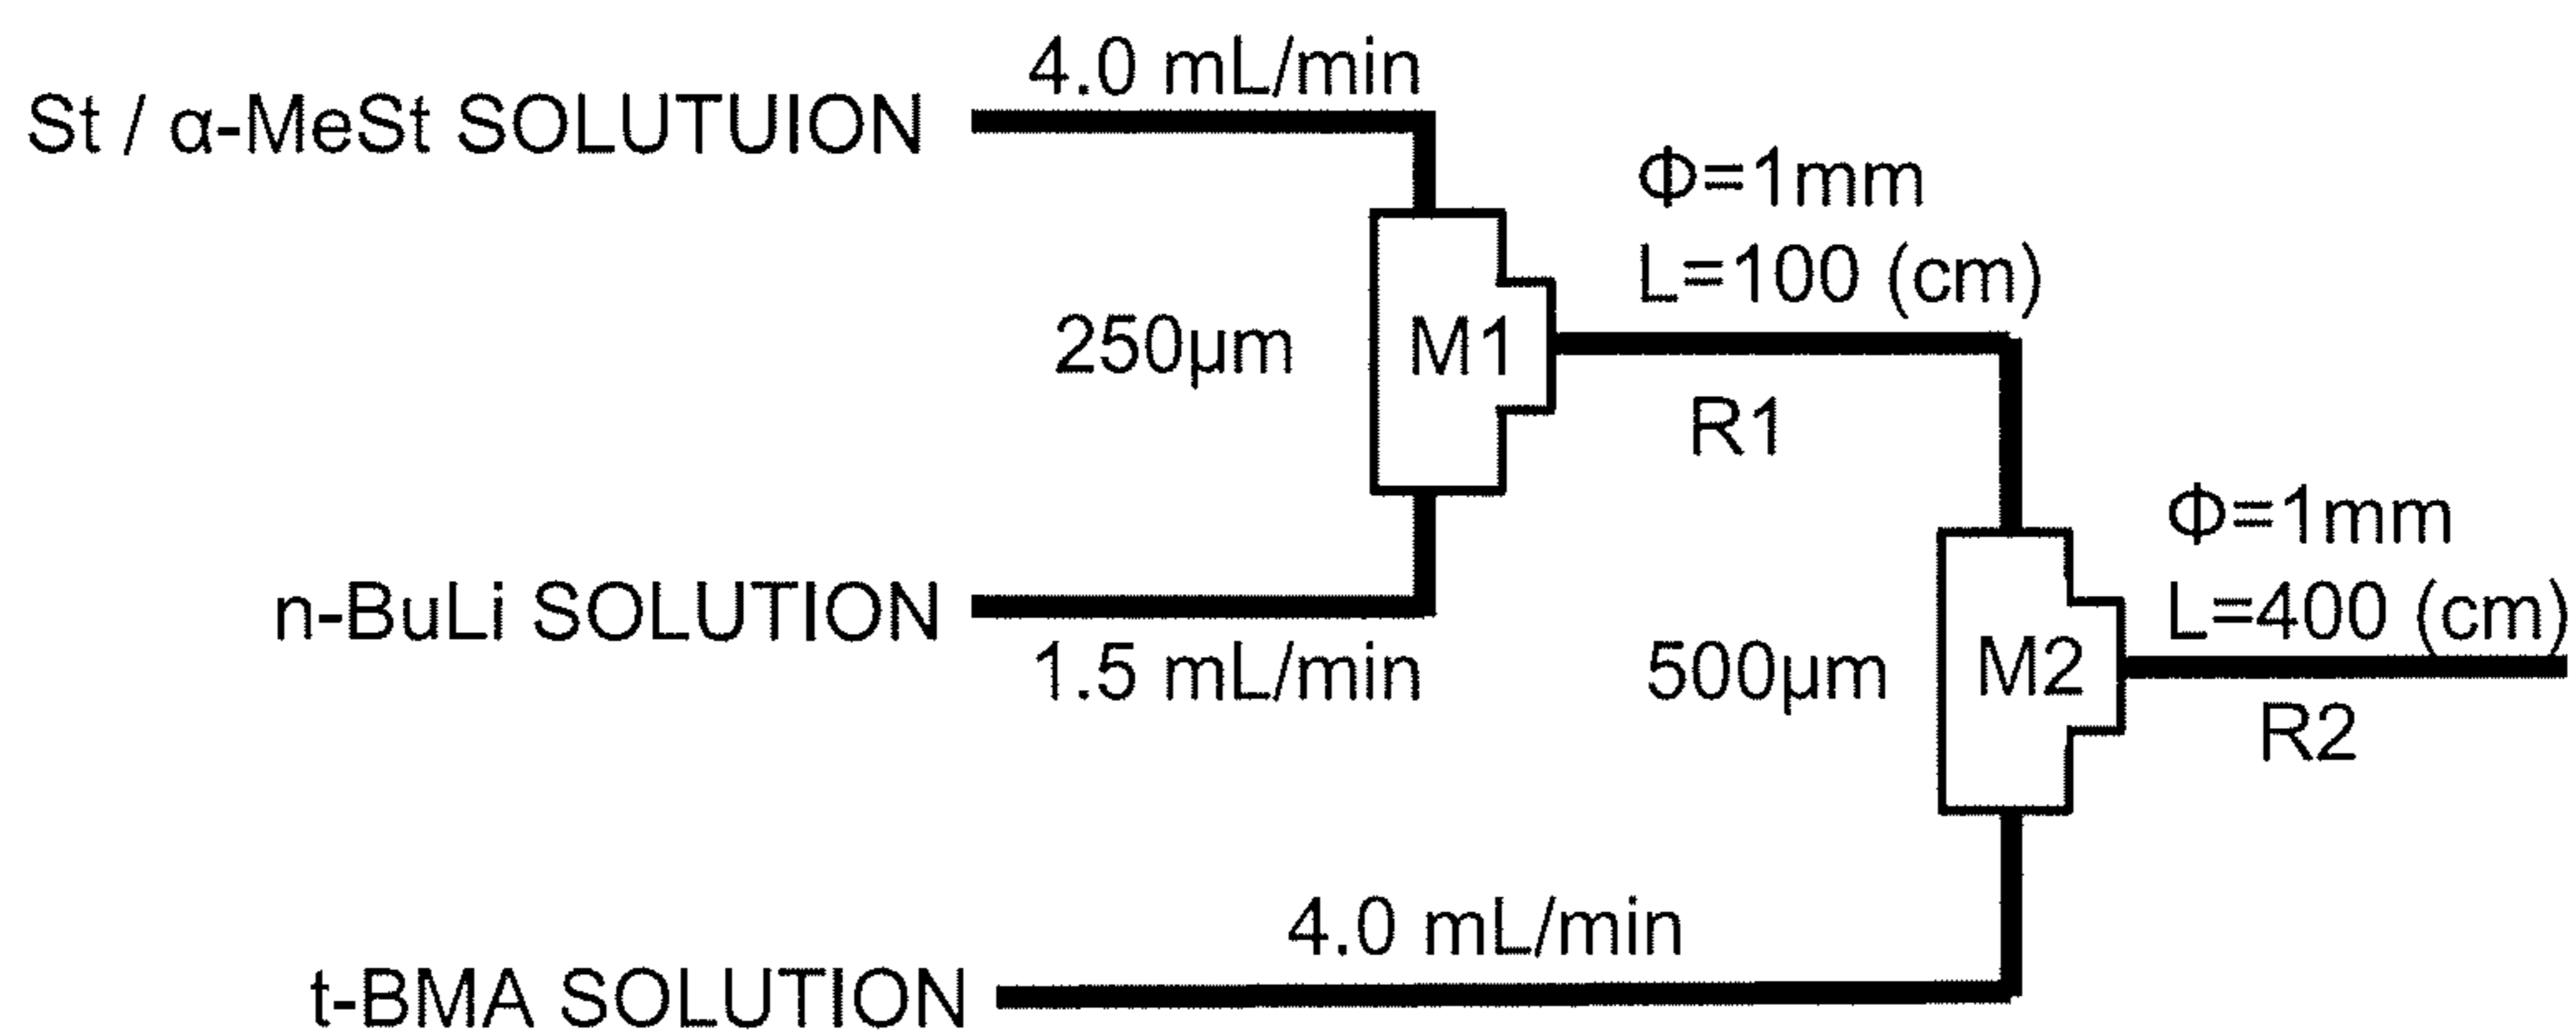 4.0 mL/min
St / α-MeSt SOLUTUION
Φ=1mm
L=100 (cm)
250µm
M1
R1
n-BuLi SOLUTION
1.5 mL/min
Φ=1mm
L=400 (cm)
500µm
M2
R2
4.0 mL/min
t-BMA SOLUTION